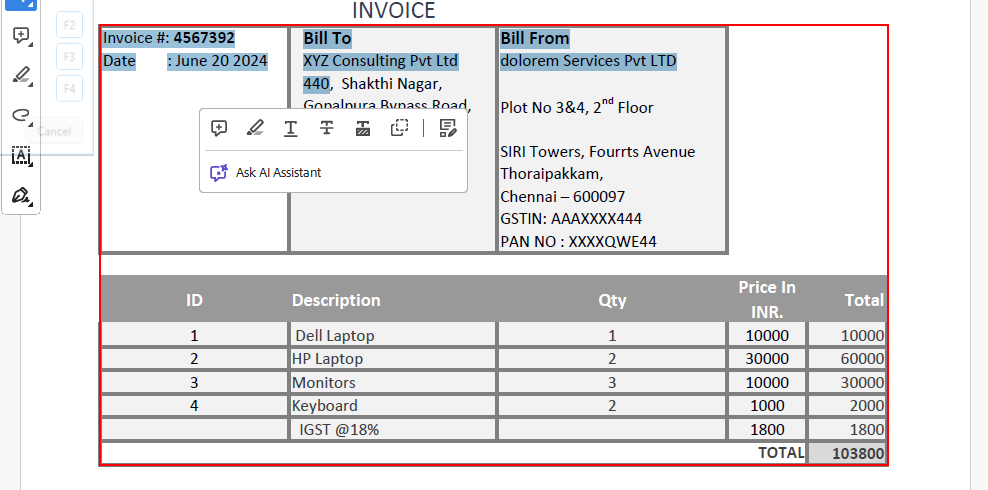 INVOICE
F2
F3
F4
Cancel
Invoice #: 4567392
Date : June 20 2024
Bill To
XYZ Consulting Pvt Ltd
440, Shakthi Nagar,
Gopalpura Bypass Road,
Bill From
dolorem Services Pvt LTD
Plot No 3&4, 2nd Floor
SIRI Towers, Fourrts Avenue
Thoraipakkam,
Chennai – 600097
GSTIN: AAAXXXX444
PAN NO : XXXXQWE44
Ask AI Assistant
ID Description Qty Price In INR. Total
1 Dell Laptop 1 10000 10000
2 HP Laptop 2 30000 60000
3 Monitors 3 10000 30000
4 Keyboard 2 1000 2000
IGST @18% 1800 1800
TOTAL 103800